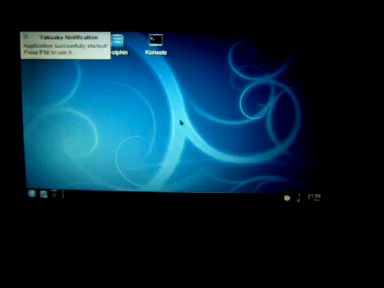 Yakuake Notification
Application successfully started
Press F12 to use it.
Dolphin
Konsole